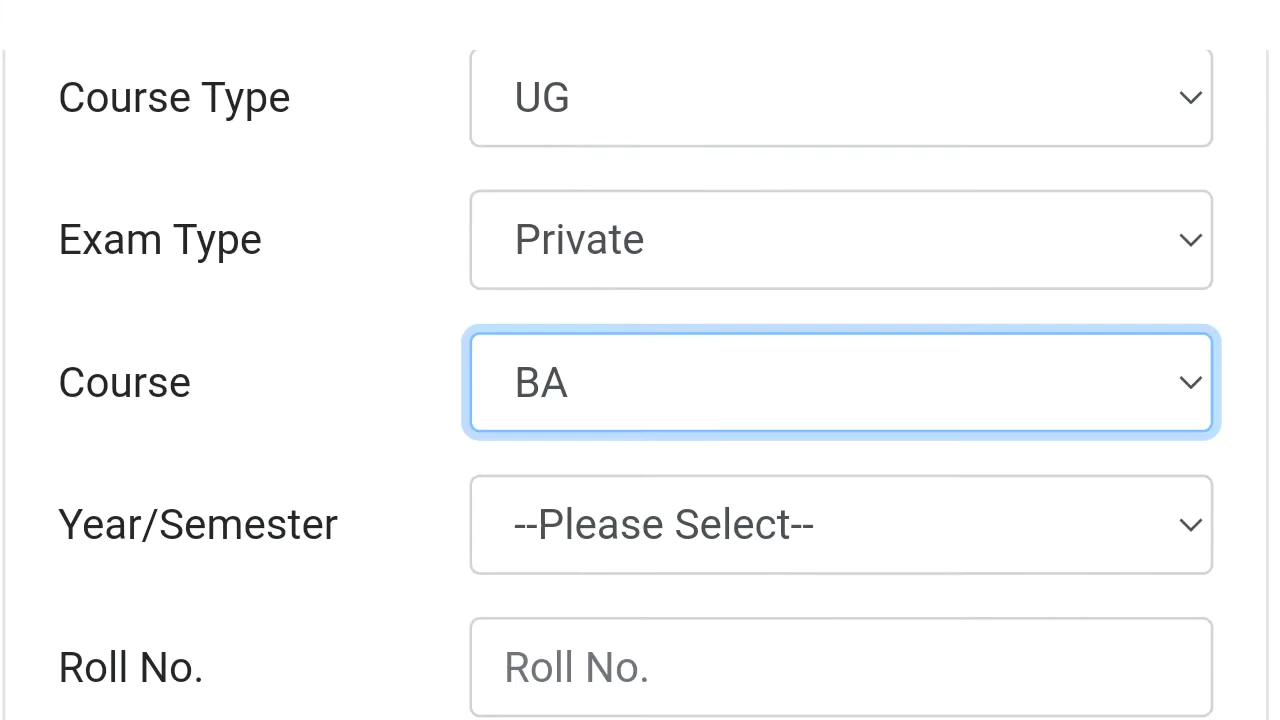 Course Type UG
Exam Type Private
Course BA
Year/Semester --Please Select--
Roll No. Roll No.